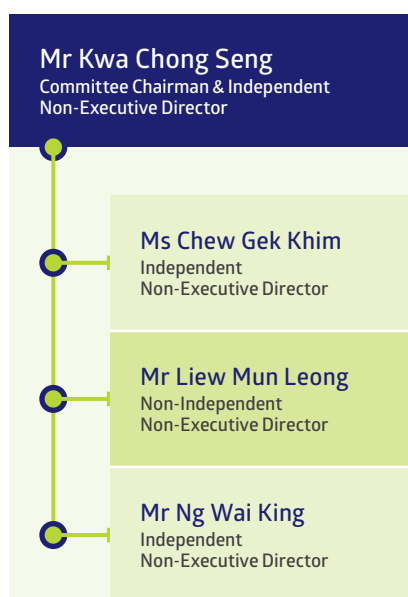 Mr Kwa Chong Seng
Committee Chairman & Independent
Non-Executive Director
Ms Chew Gek Khim
Independent
Non-Executive Director
Mr Liew Mun Leong
Non-Independent
Non-Executive Director
Mr Ng Wai King
Independent
Non-Executive Director